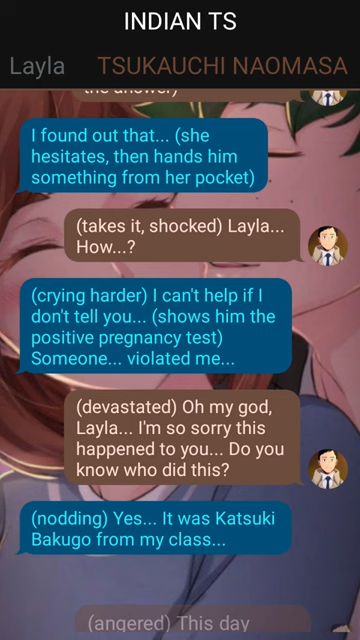 INDIAN TS
Layla TSUKAUCHI NAOMASA
the answer)
I found out that... (she
hesitates, then hands him
something from her pocket)
(takes it, shocked) Layla...
How...?
(crying harder) I can't help if I
don't tell you... (shows him the
positive pregnancy test)
Someone... violated me...
(devastated) Oh my god,
Layla... I'm so sorry this
happened to you... Do you
know who did this?
(nodding) Yes... It was Katsuki
Bakugo from my class...
(angered) This day